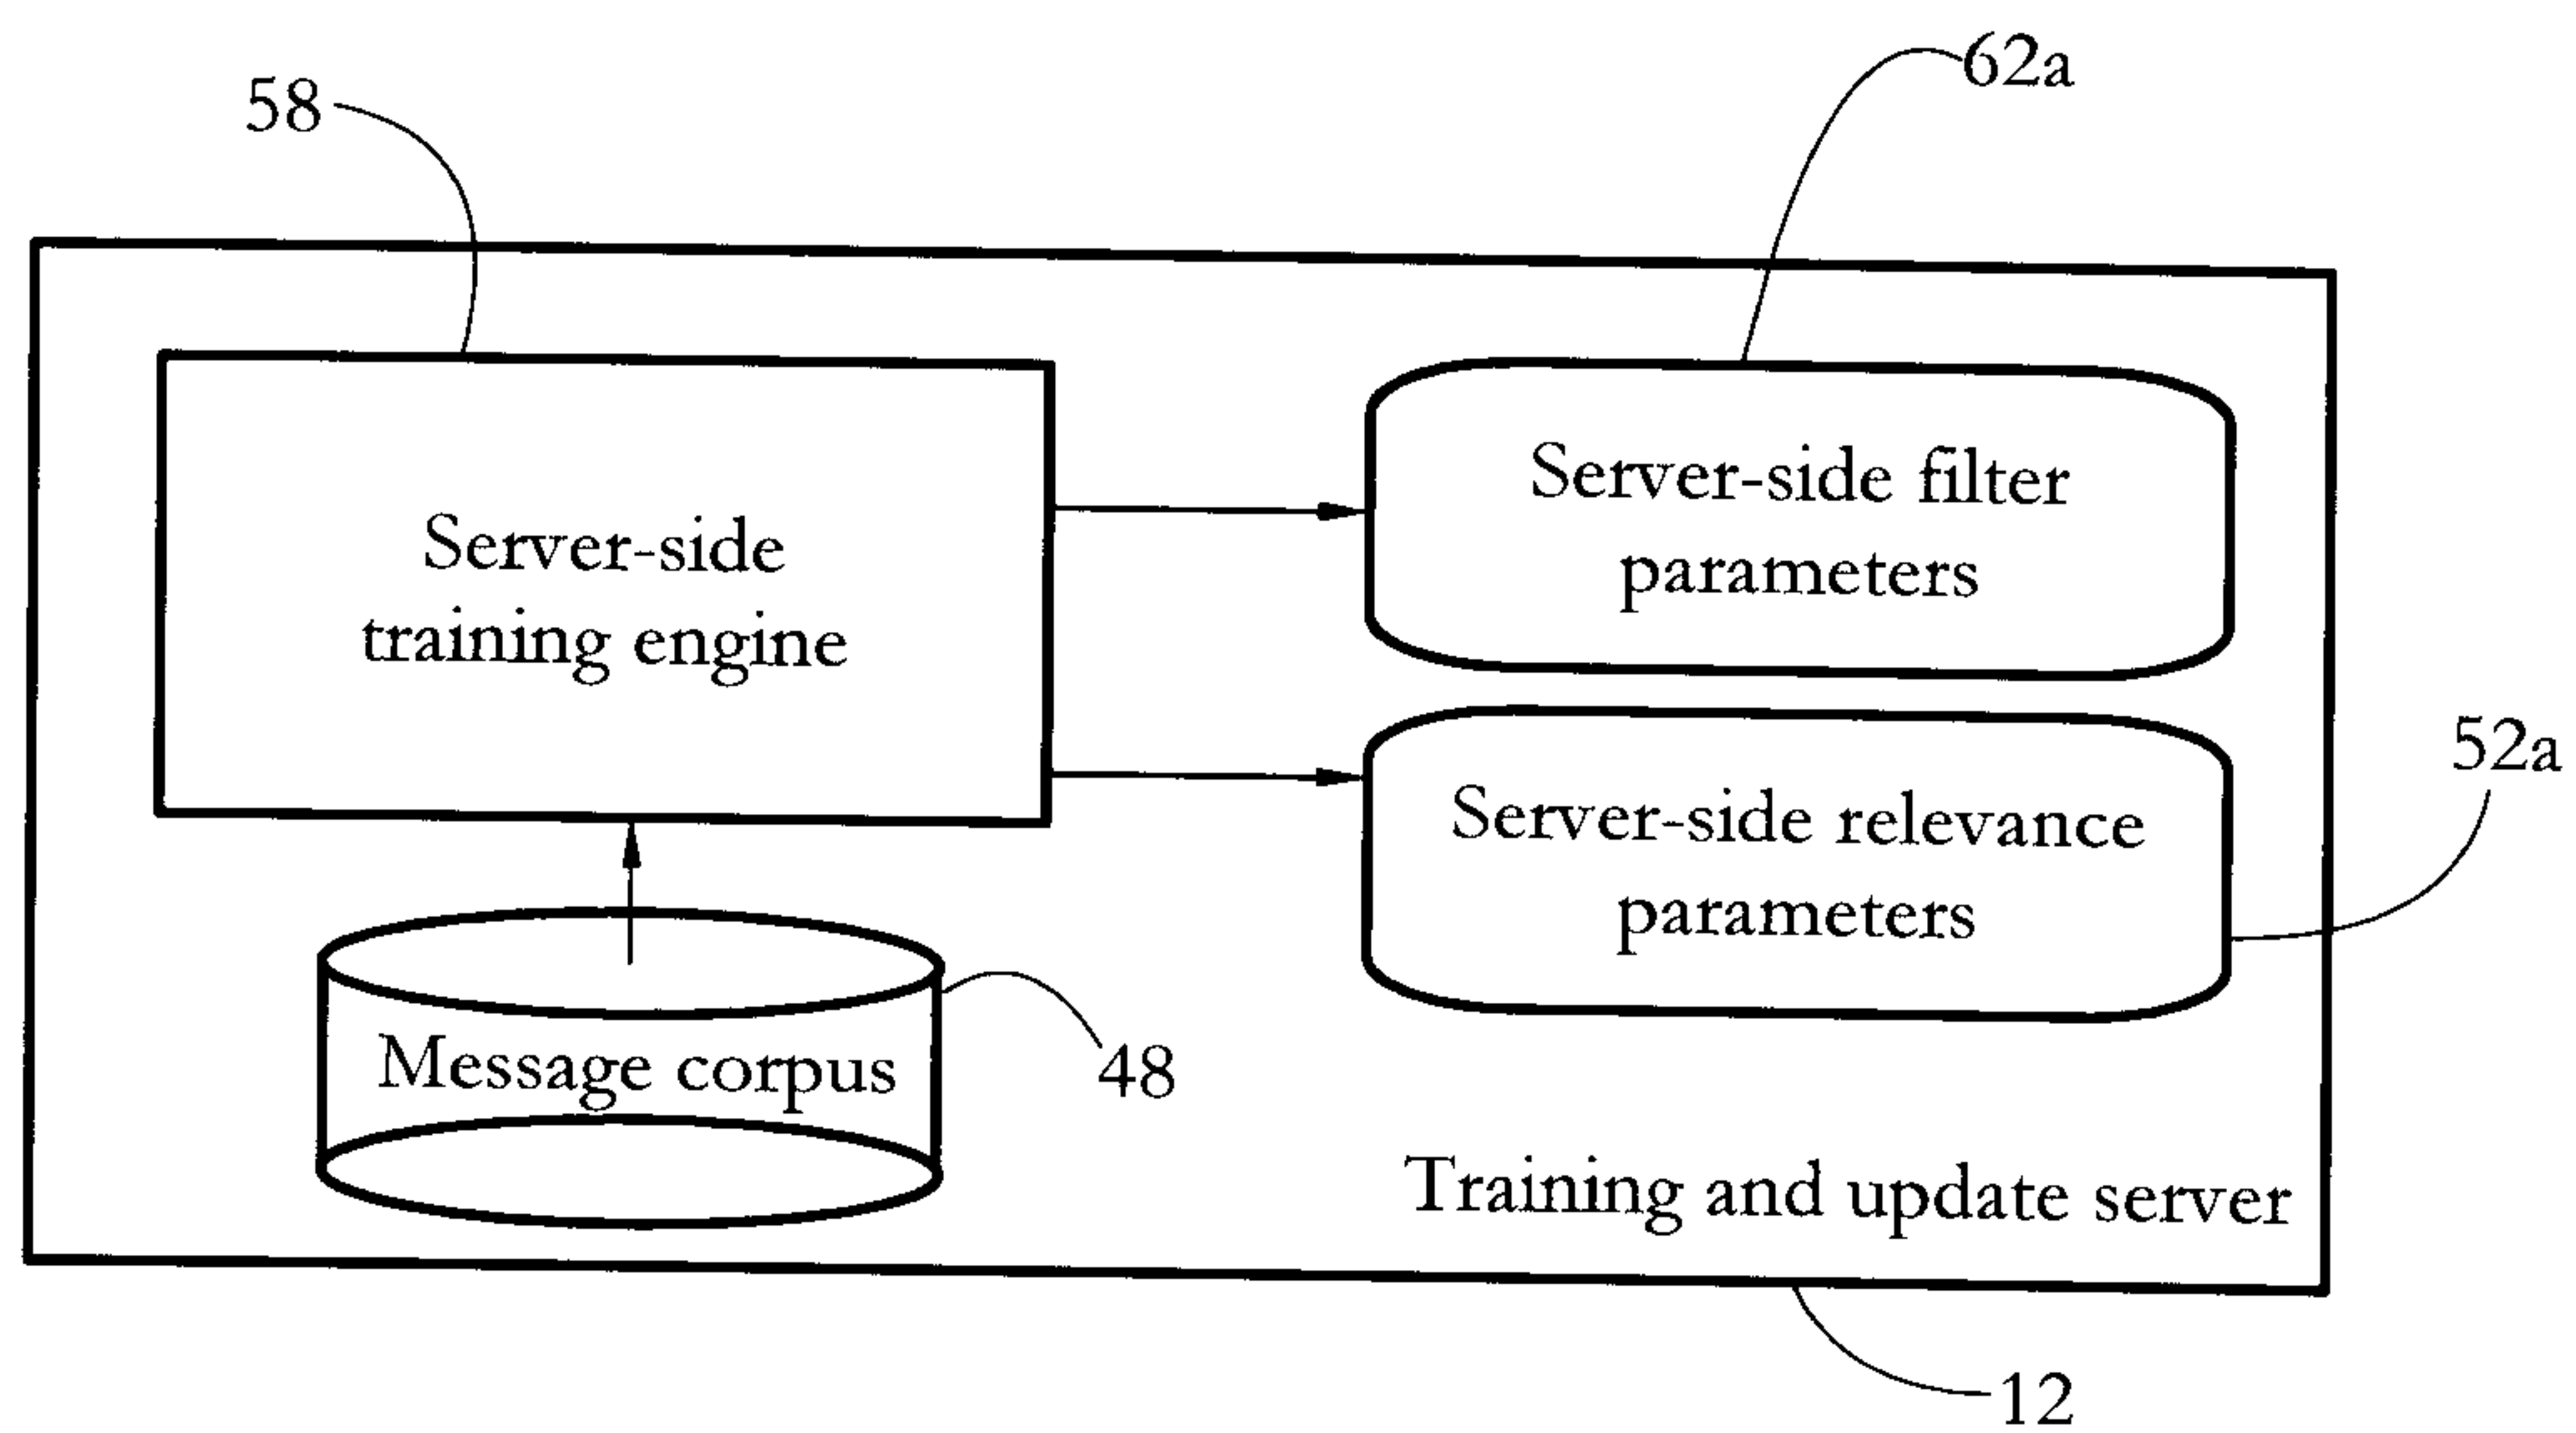 62a
58
Server-side filter
parameters
Server-side
training engine
52a
Server-side relevance
parameters
Message corpus
48
Training and update server
12